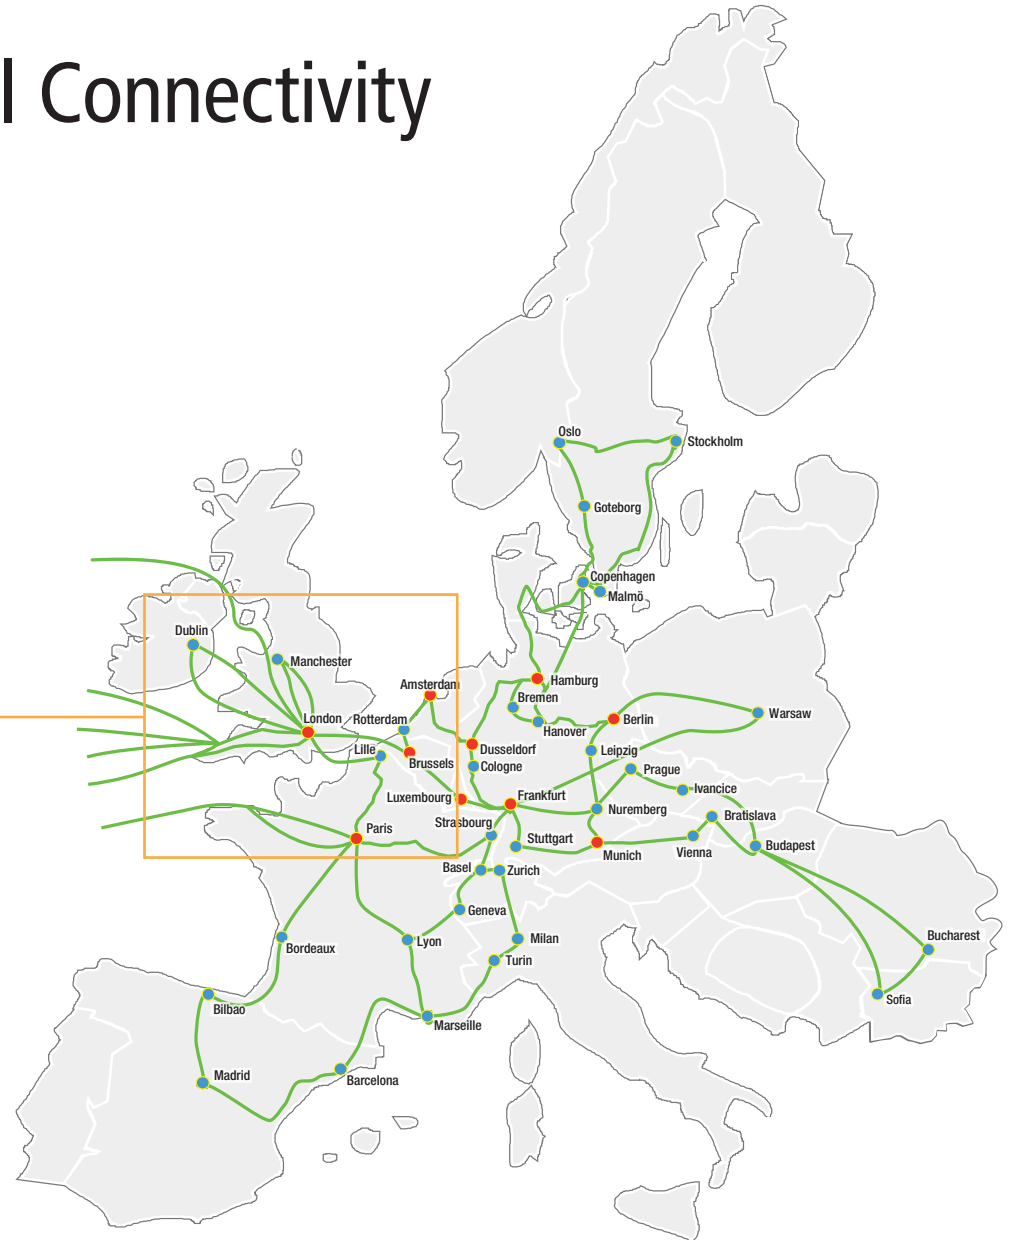 l Connectivity
Oslo
Stockholm
Goteborg
Copenhagen
Malmö
Dublin
Manchester
Amsterdam
Hamburg
Bremen
London
Rotterdam
Berlin
Warsaw
Hanover
Lille
Dusseldorf
Leipzig
Brussels
Cologne
Prague
Ivancice
Luxembourg
Frankfurt
Nuremberg
Bratislava
Paris
Strasbourg
Stuttgart
Budapest
Munich
Vienna
Basel
Zurich
Geneva
Bucharest
Bordeaux
Lyon
Milan
Turin
Sofia
Bilbao
Marseille
Madrid
Barcelona